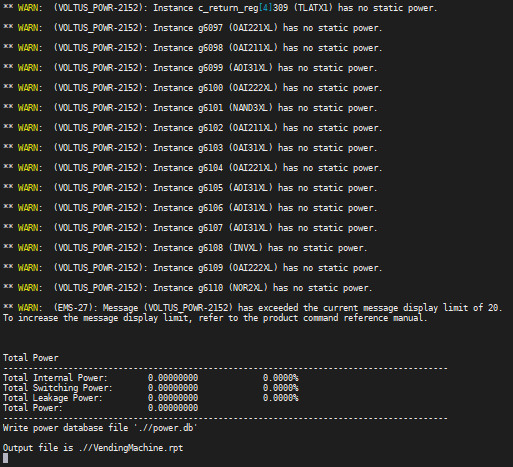 ** WARN:  (VOLTUS_POWR-2152): Instance c_return_reg[4]309 (TLATX1) has no static power.
** WARN:  (VOLTUS_POWR-2152): Instance g6097 (OAI221XL) has no static power.
** WARN:  (VOLTUS_POWR-2152): Instance g6098 (OAI211XL) has no static power.
** WARN:  (VOLTUS_POWR-2152): Instance g6099 (AOI31XL) has no static power.
** WARN:  (VOLTUS_POWR-2152): Instance g6100 (OAI222XL) has no static power.
** WARN:  (VOLTUS_POWR-2152): Instance g6101 (NAND3XL) has no static power.
** WARN:  (VOLTUS_POWR-2152): Instance g6102 (OAI211XL) has no static power.
** WARN:  (VOLTUS_POWR-2152): Instance g6103 (OAI31XL) has no static power.
** WARN:  (VOLTUS_POWR-2152): Instance g6104 (OAI221XL) has no static power.
** WARN:  (VOLTUS_POWR-2152): Instance g6105 (AOI31XL) has no static power.
** WARN:  (VOLTUS_POWR-2152): Instance g6106 (OAI31XL) has no static power.
** WARN:  (VOLTUS_POWR-2152): Instance g6107 (AOI31XL) has no static power.
** WARN:  (VOLTUS_POWR-2152): Instance g6108 (INVXL) has no static power.
** WARN:  (VOLTUS_POWR-2152): Instance g6109 (OAI222XL) has no static power.
** WARN:  (VOLTUS_POWR-2152): Instance g6110 (NOR2XL) has no static power.
** WARN:  (EMS-27): Message (VOLTUS_POWR-2152) has exceeded the current message display limit of 20.
To increase the message display limit, refer to the product command reference manual.
Total Power
-----------------------------------------------------------------------------------------
Total Internal Power:        0.00000000             0.0000%
Total Switching Power:       0.00000000             0.0000%
Total Leakage Power:         0.00000000             0.0000%
Total Power:                 0.00000000
-----------------------------------------------------------------------------------------
Write power database file './/power.db'
Output file is .//VendingMachine.rpt